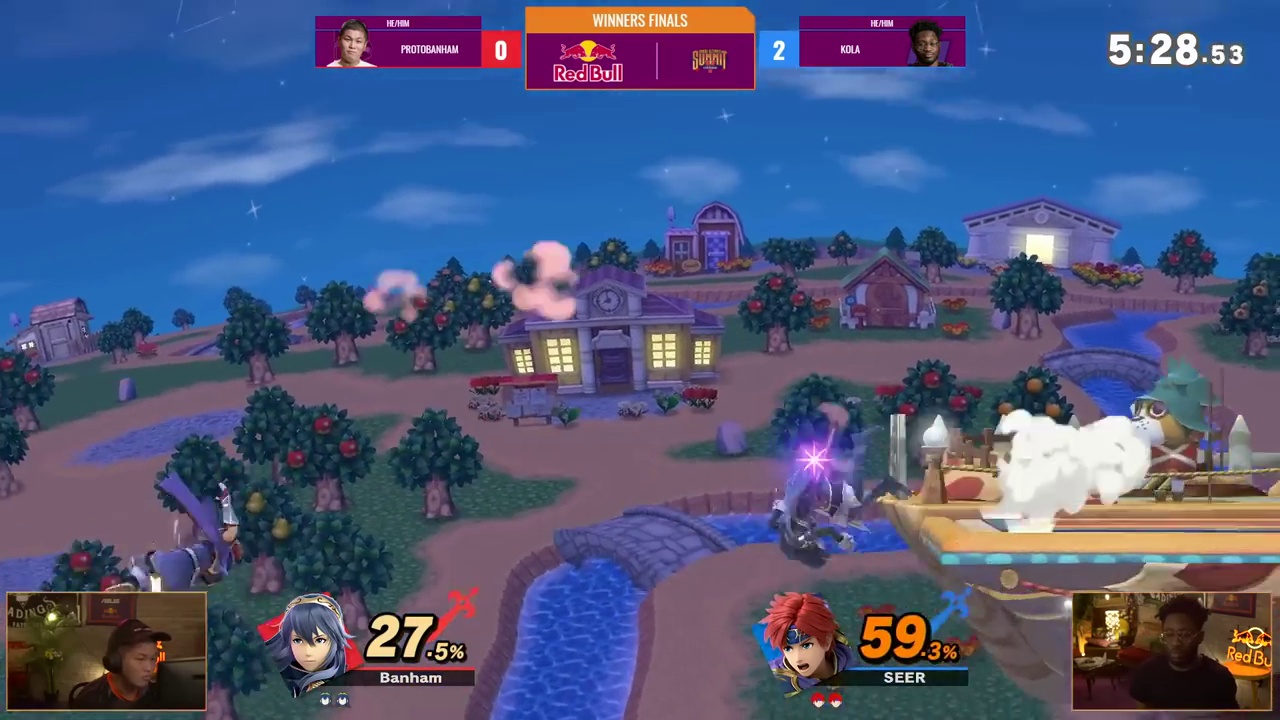 HE/HIM
PROTOBANHAM
0
WINNERS FINALS
Red Bull
SUMMIT
2
HE/HIM
KOLA
5:28.53
27.5%
Banham
59.3%
SEER